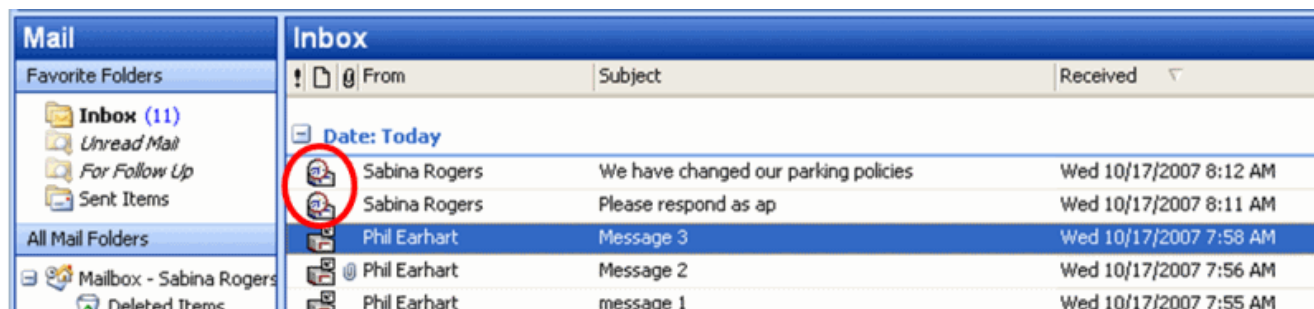 Mail
Inbox
Favorite Folders
! From Subject Received
Inbox (11)
Unread Mail
For Follow Up
Sent Items
Date: Today
Sabina Rogers We have changed our parking policies Wed 10/17/2007 8:12 AM
Sabina Rogers Please respond as ap Wed 10/17/2007 8:11 AM
All Mail Folders
Phil Earhart Message 3 Wed 10/17/2007 7:58 AM
Mailbox - Sabina Rogers
Phil Earhart Message 2 Wed 10/17/2007 7:56 AM
Deleted Items
Phil Earhart message 1 Wed 10/17/2007 7:55 AM